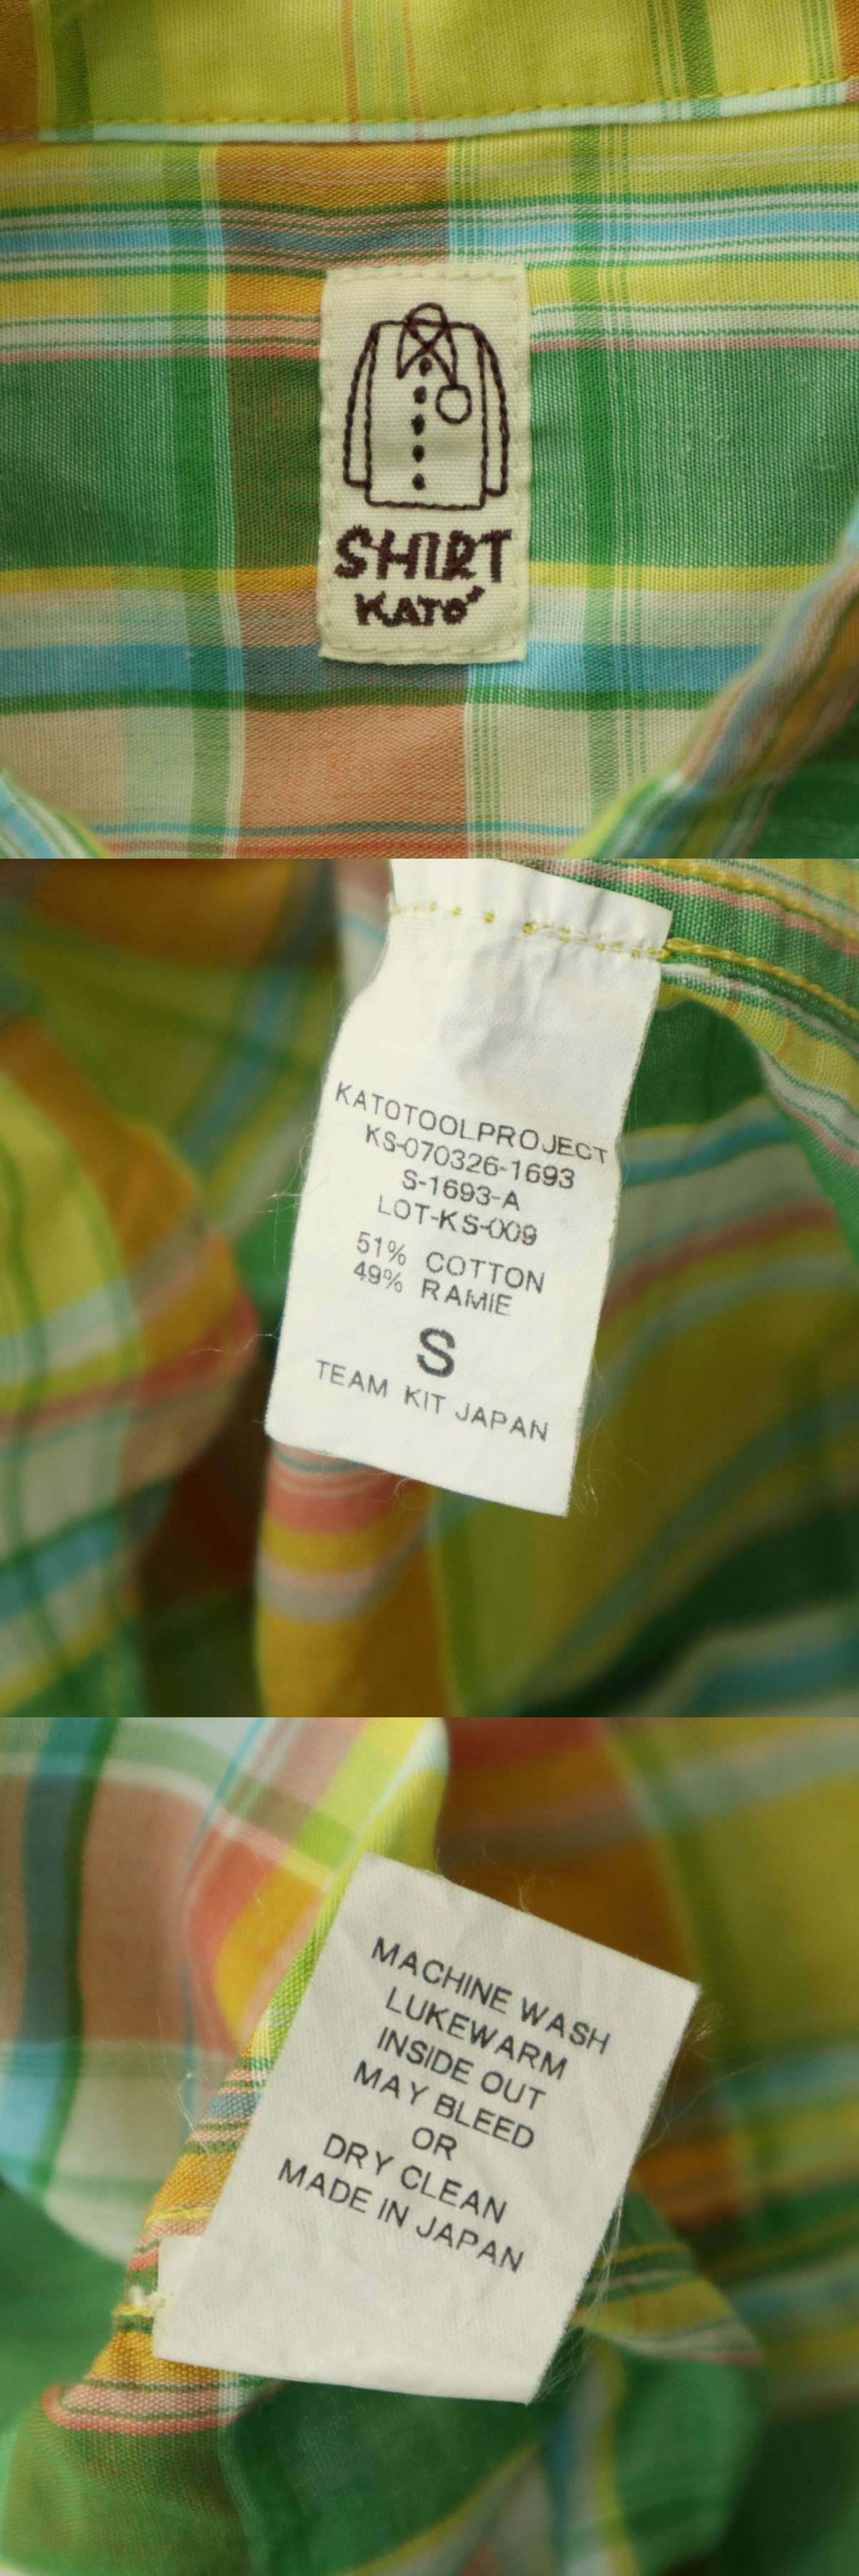 SHIRT
KATO'
KATOTOOLPROJECT
KS-070326-1693
S-1693-A
LOT-KS-009
51% COTTON
49% RAMIE
S
TEAM KIT JAPAN
MACHINE WASH
LUKEWARM
INSIDE OUT
MAY BLEED
OR
DRY CLEAN
MADE IN JAPAN